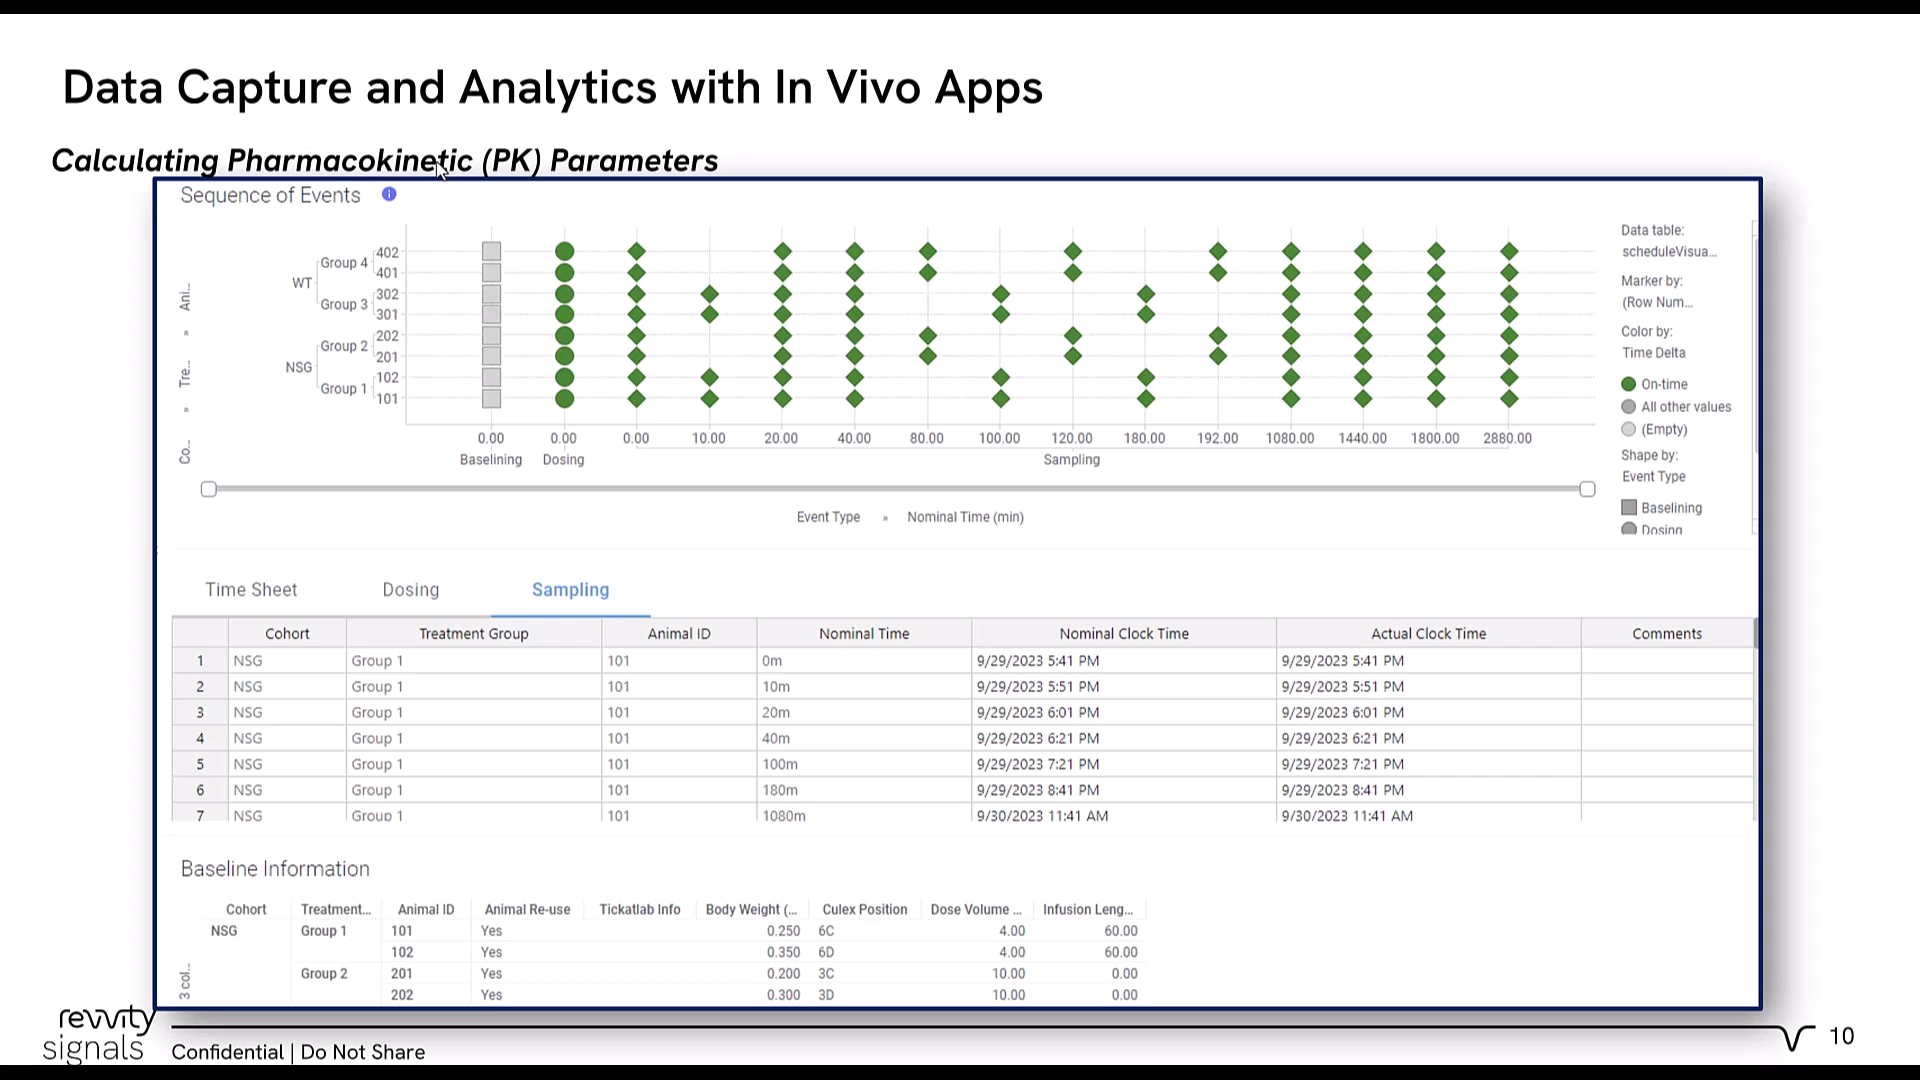 Data Capture and Analytics with In Vivo Apps
Calculating Pharmacokinetic (PK) Parameters
Sequence of Events
Co... » Tre... » Ani...
WT
NSG
Group 4
Group 3
Group 2
Group 1
402
401
302
301
202
201
102
101
0.00 0.00 0.00 10.00 20.00 40.00 80.00 100.00 120.00 180.00 192.00 1080.00 1440.00 1800.00 2880.00
Baselining Dosing Sampling
Event Type » Nominal Time (min)
Data table:
scheduleVisua...
Marker by:
(Row Num...
Color by:
Time Delta
On-time
All other values
(Empty)
Shape by:
Event Type
Baselining
Dosing
Time Sheet Dosing Sampling
Cohort Treatment Group Animal ID Nominal Time Nominal Clock Time Actual Clock Time Comments
1 NSG Group 1 101 0m 9/29/2023 5:41 PM 9/29/2023 5:41 PM
2 NSG Group 1 101 10m 9/29/2023 5:51 PM 9/29/2023 5:51 PM
3 NSG Group 1 101 20m 9/29/2023 6:01 PM 9/29/2023 6:01 PM
4 NSG Group 1 101 40m 9/29/2023 6:21 PM 9/29/2023 6:21 PM
5 NSG Group 1 101 100m 9/29/2023 7:21 PM 9/29/2023 7:21 PM
6 NSG Group 1 101 180m 9/29/2023 8:41 PM 9/29/2023 8:41 PM
7 NSG Group 1 101 1080m 9/30/2023 11:41 AM 9/30/2023 11:41 AM
Baseline Information
Cohort Treatment... Animal ID Animal Re-use Tickatlab Info Body Weight (... Culex Position Dose Volume ... Infusion Leng...
NSG Group 1 101 Yes 0.250 6C 4.00 60.00
102 Yes 0.350 6D 4.00 60.00
Group 2 201 Yes 0.200 3C 10.00 0.00
202 Yes 0.300 3D 10.00 0.00
3 col...
revvity
signals
Confidential | Do Not Share
10